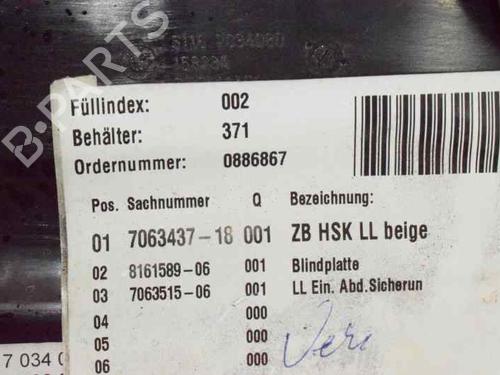 B-PARTS
Füllindex: 002
Behälter: 371
Ordernummer: 0886867
Pos. Sachnummer Q Bezeichnung:
01 7063437-18 001 ZB HSK LL beige
02 8161589-06 001 Blindplatte
03 7063515-06 001 LL Ein. Abd.Sicherun
04 000
05 000
06 000
7 034 0